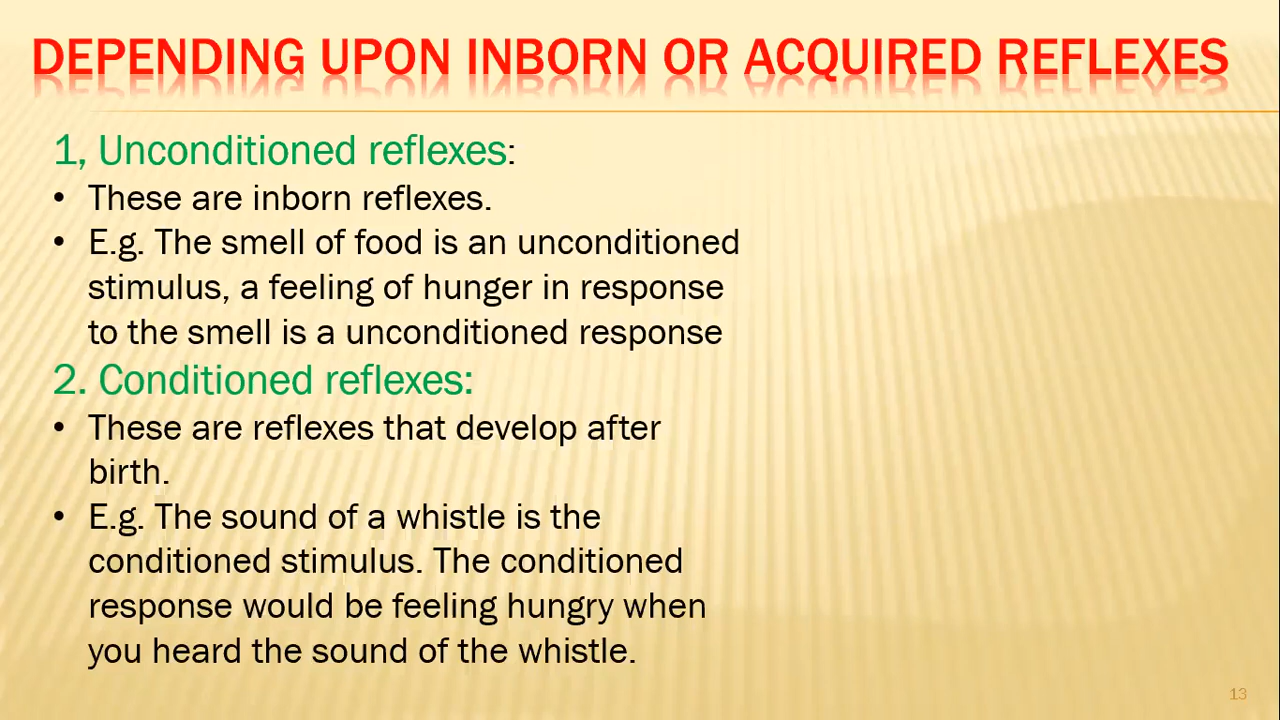 DEPENDING UPON INBORN OR ACQUIRED REFLEXES
1, Unconditioned reflexes:
• These are inborn reflexes.
• E.g. The smell of food is an unconditioned
stimulus, a feeling of hunger in response
to the smell is a unconditioned response
2. Conditioned reflexes:
• These are reflexes that develop after
birth.
• E.g. The sound of a whistle is the
conditioned stimulus. The conditioned
response would be feeling hungry when
you heard the sound of the whistle.
13